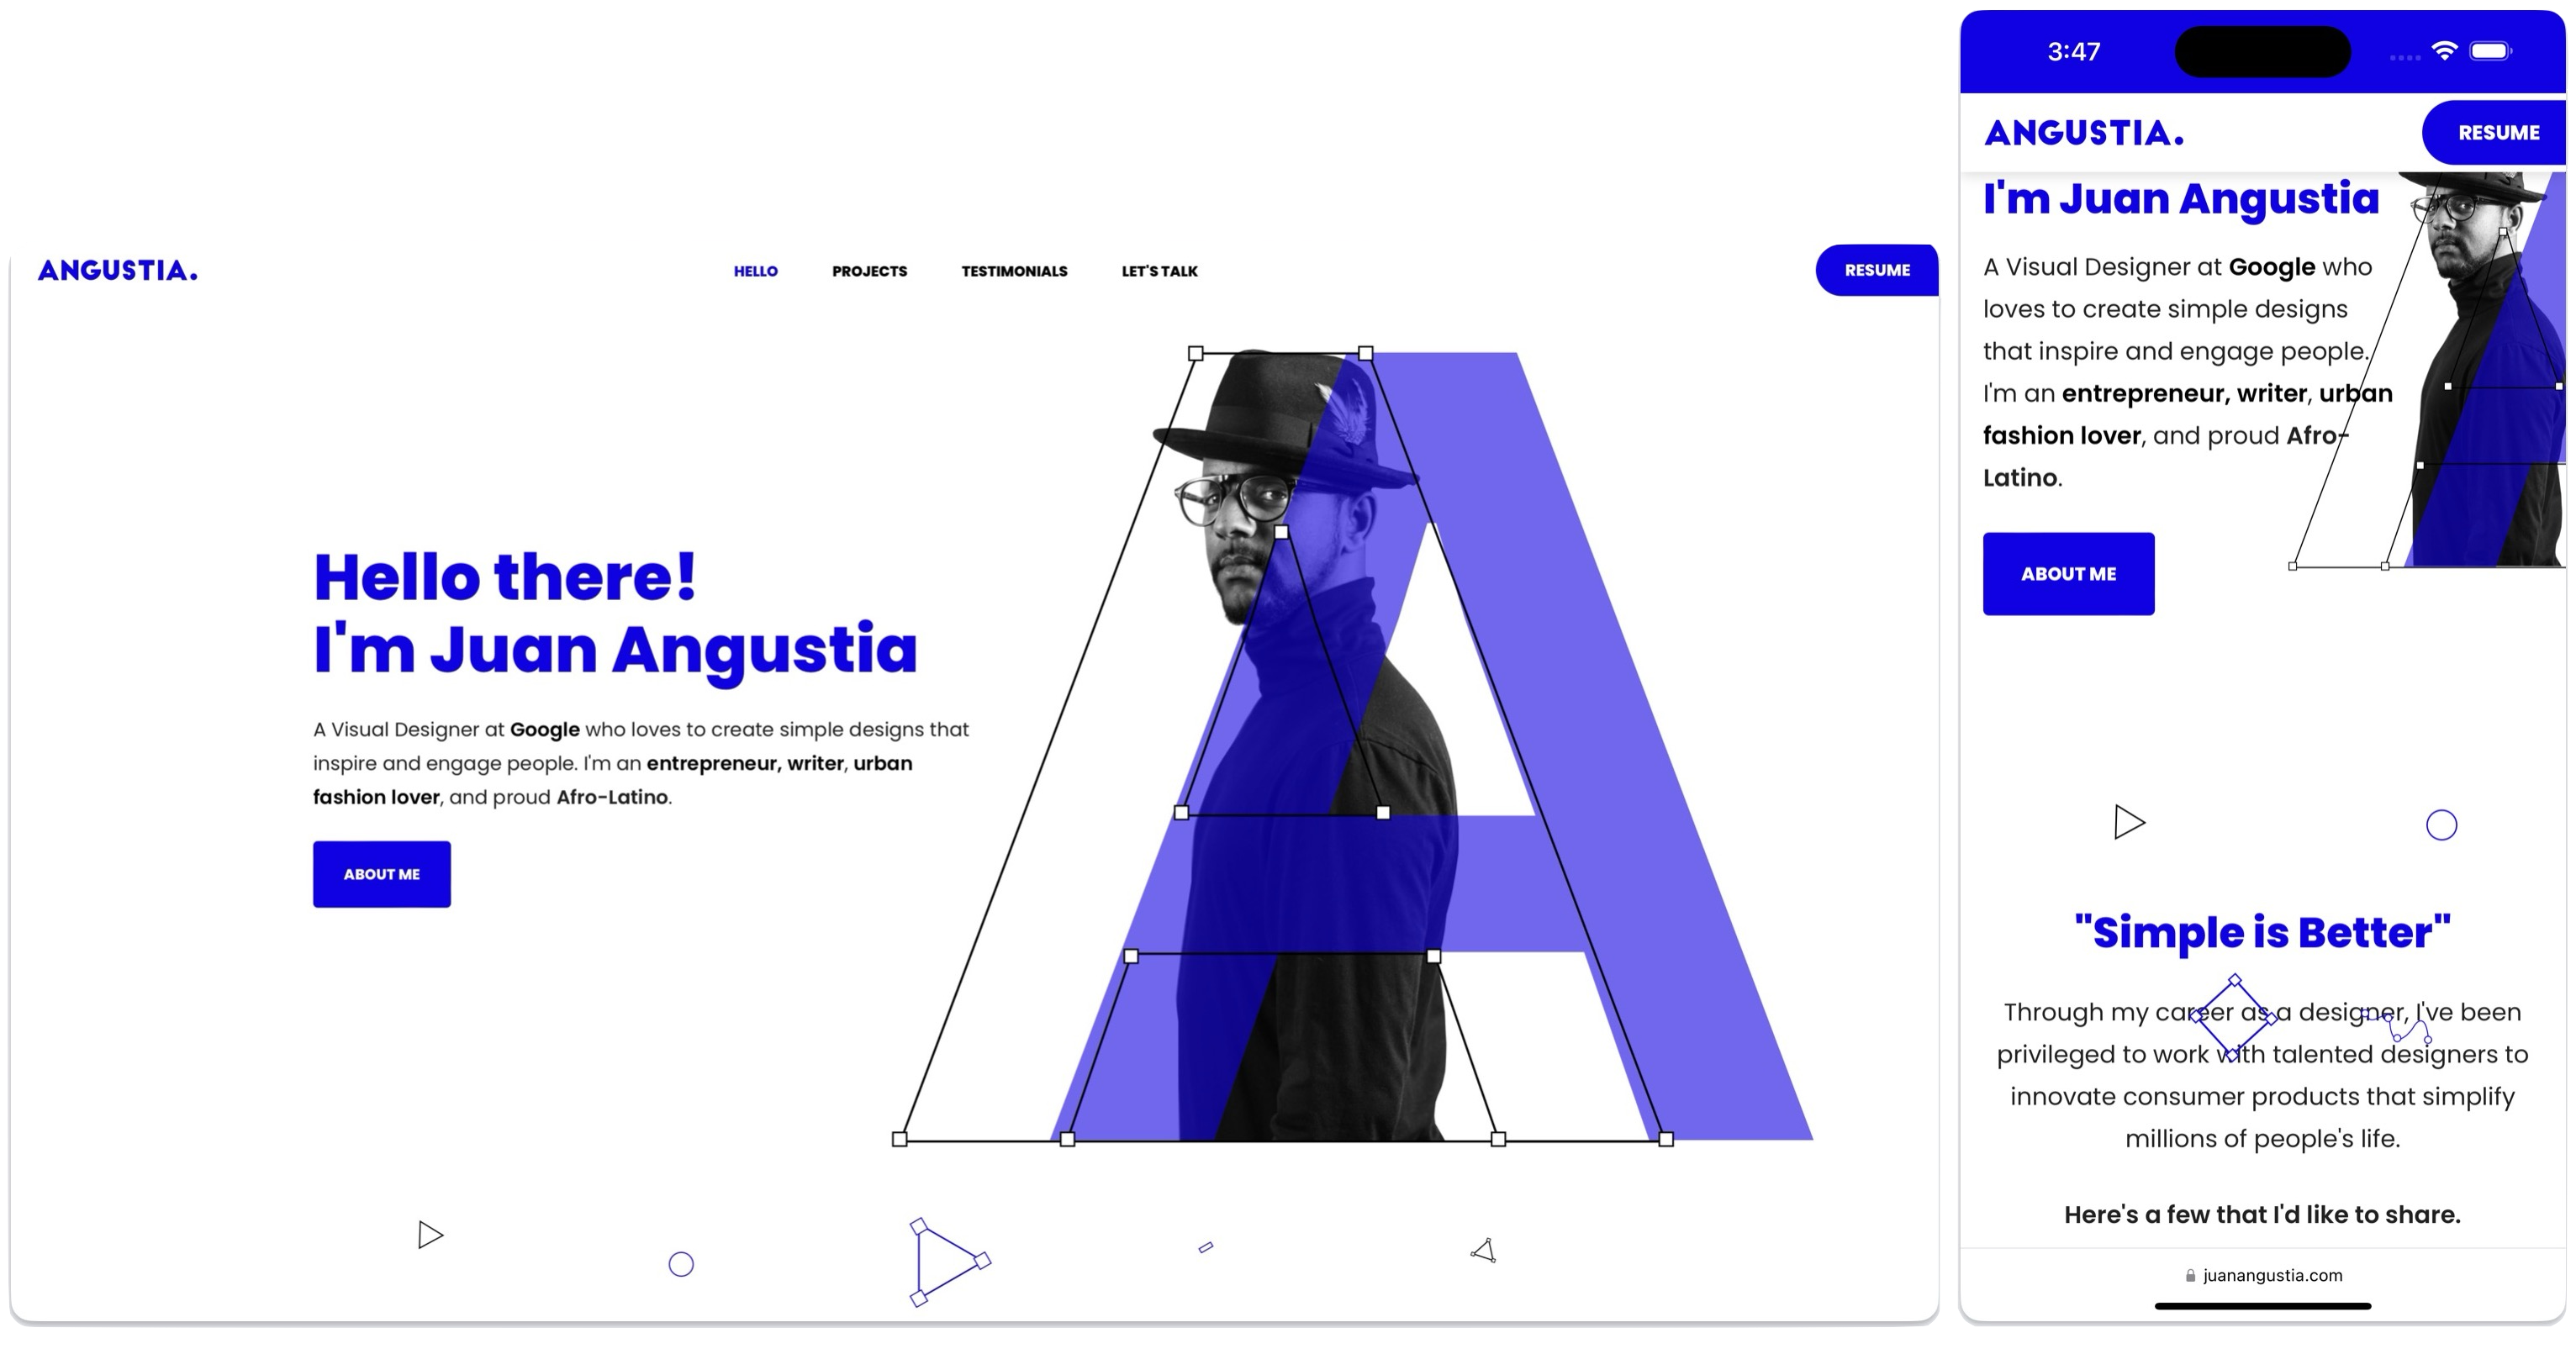 ANGUSTIA.
HELLO
PROJECTS
TESTIMONIALS
LET'S TALK
RESUME
Hello there!
I'm Juan Angustia
A Visual Designer at Google who loves to create simple designs that
inspire and engage people. I'm an entrepreneur, writer, urban
fashion lover, and proud Afro-Latino.
ABOUT ME
3:47
ANGUSTIA.
RESUME
I'm Juan Angustia
A Visual Designer at Google who
loves to create simple designs
that inspire and engage people.
I'm an entrepreneur, writer, urban
fashion lover, and proud Afro-
Latino.
ABOUT ME
"Simple is Better"
Through my career as a designer, I've been
privileged to work with talented designers to
innovate consumer products that simplify
millions of people's life.
Here's a few that I'd like to share.
juanangustia.com